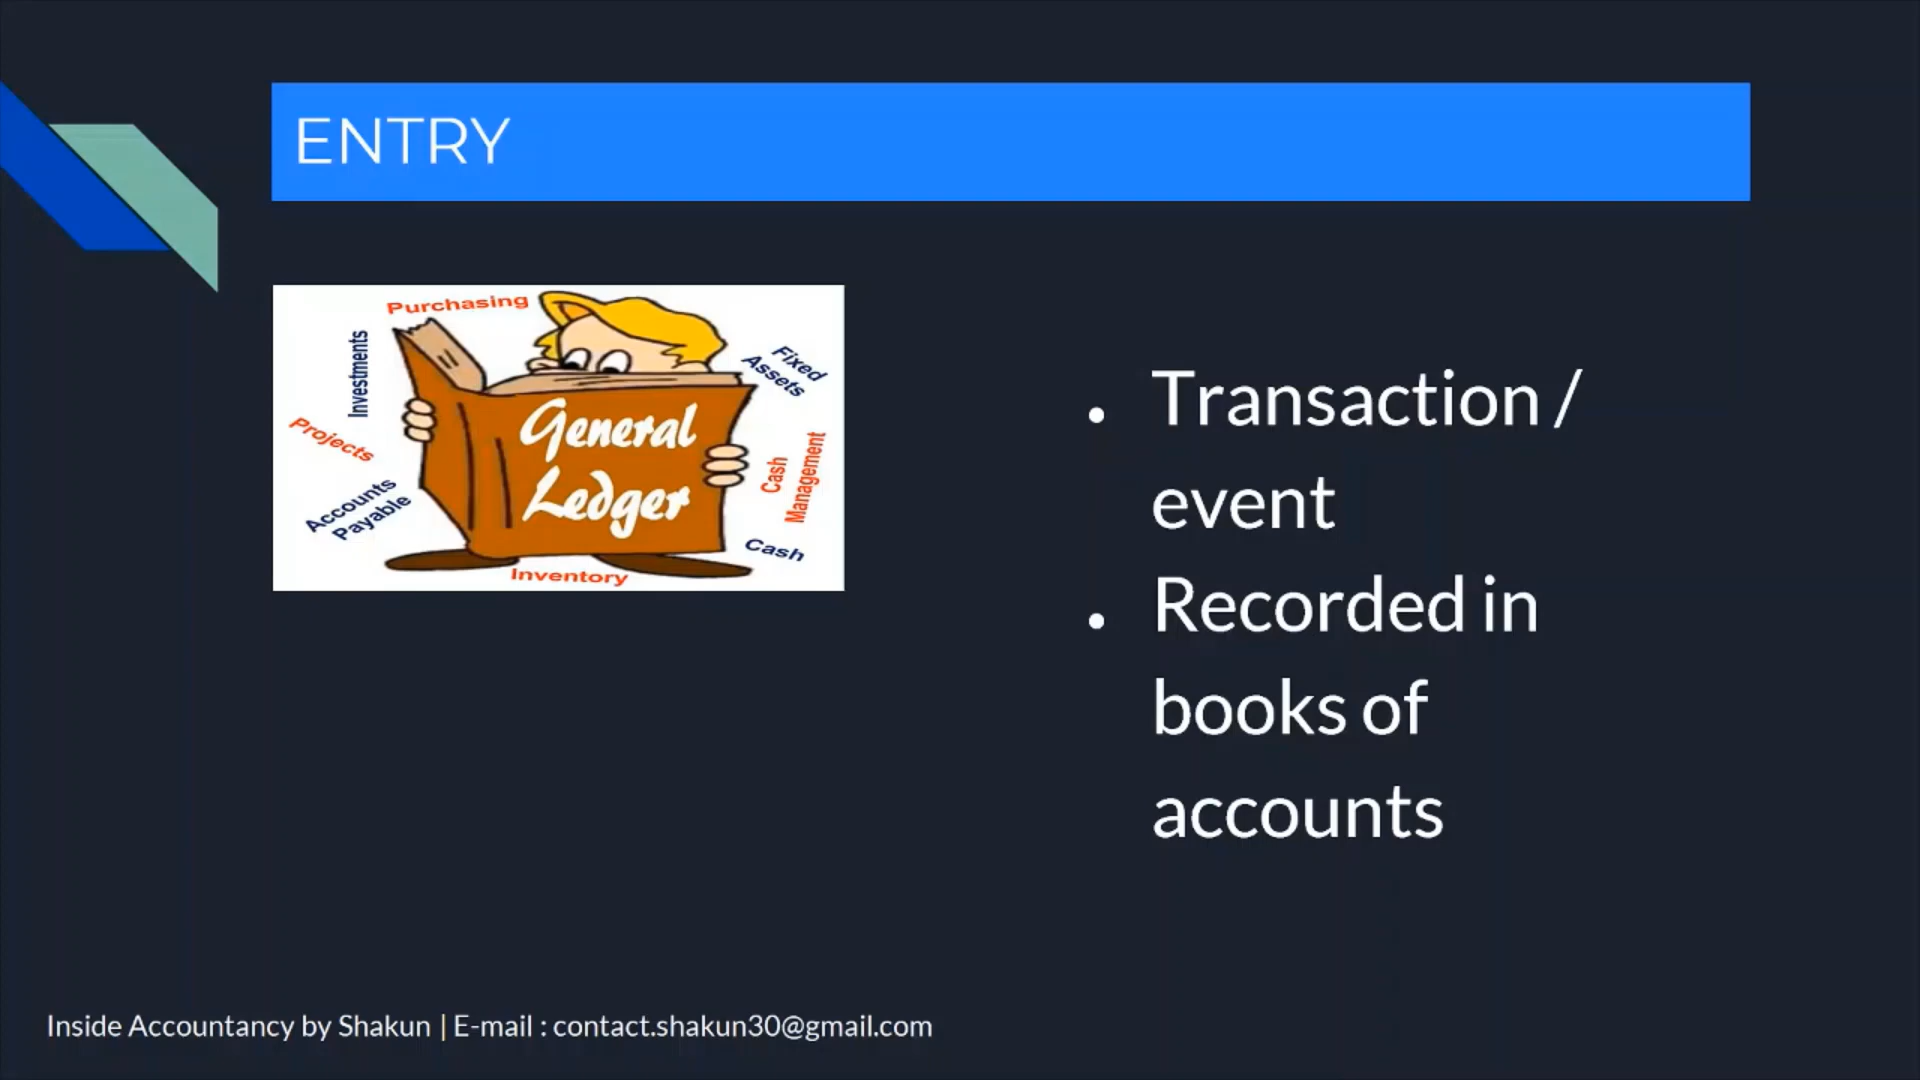 ENTRY
Purchasing
Investments
Fixed
Assets
Projects
General
Ledger
Accounts
Payable
Cash
Management
Cash
Inventory
• Transaction /
event
• Recorded in
books of
accounts
Inside Accountancy by Shakun | E-mail : contact.shakun30@gmail.com